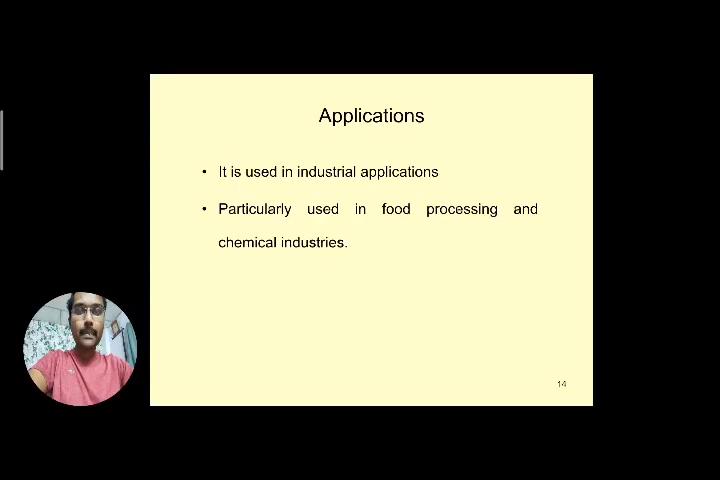 Applications
• It is used in industrial applications
• Particularly used in food processing and
chemical industries.
14